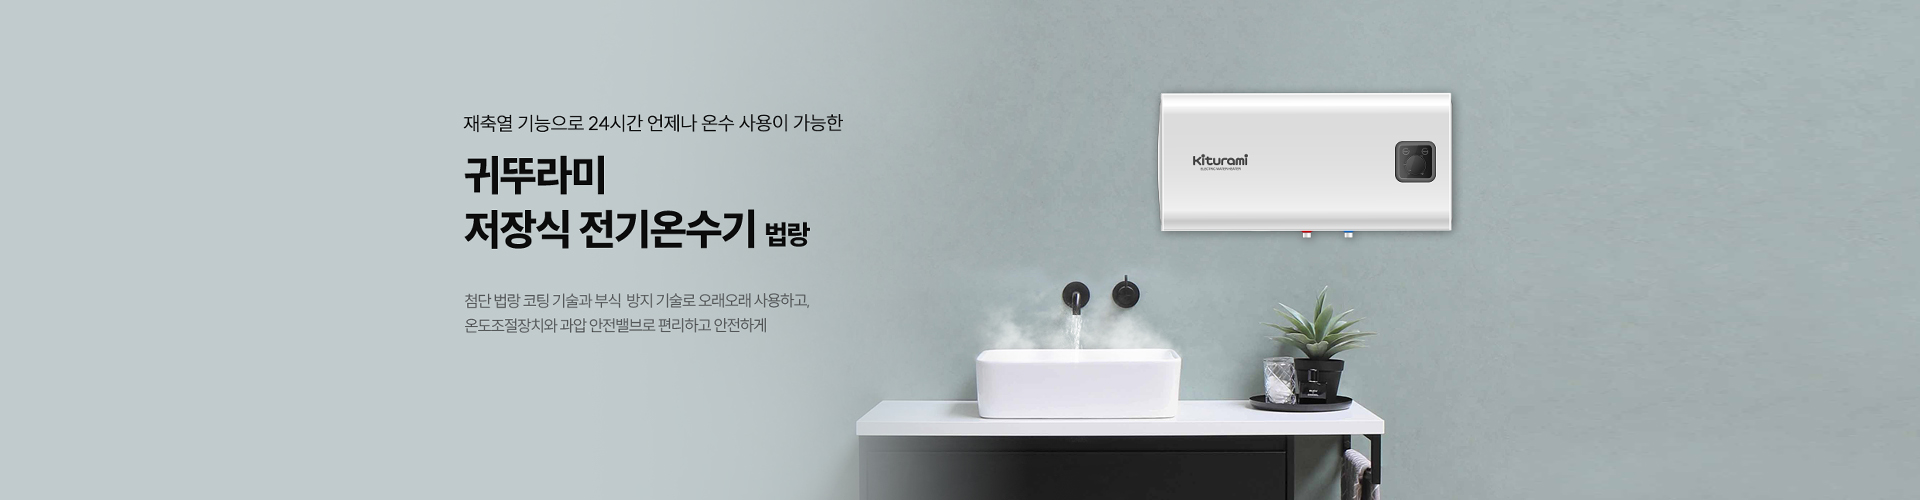 재축열 기능으로 24시간 언제나 온수 사용이 가능한
귀뚜라미
저장식 전기온수기 법랑
첨단 법랑 코팅 기술과 부식 방지 기술로 오래오래 사용하고,
온도조절장치와 과압 안전밸브로 편리하고 안전하게
Kiturami
ELECTRIC WATER HEATER